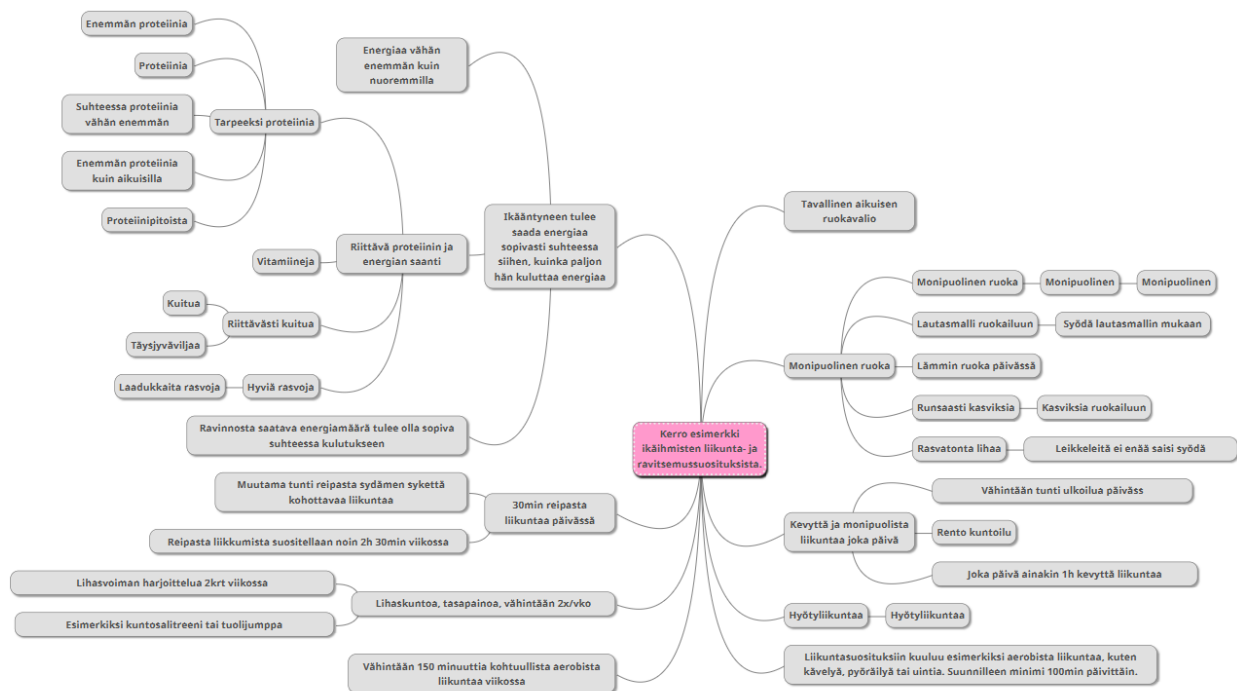 Enemmän proteiinia
Proteiinia
Suhteessa proteiinia
vähän enemmän
Enemmän proteiinia
kuin aikuisilla
Proteiinipitoista
Tarpeeksi proteiinia
Vitamiineja
Kuitua
Täysjyväviljaa
Riittävästi kuitua
Laadukkaita rasvoja
Hyviä rasvoja
Energiaa vähän
enemmän kuin
nuoremmilla
Riittävä proteiinin ja
energian saanti
Ravinnosta saatava energiamäärä tulee olla sopiva
suhteessa kulutukseen
Ikääntyneen tulee
saada energiaa
sopivasti suhteessa
siihen, kuinka paljon
hän kuluttaa energiaa
Muutama tunti reipasta sydämen sykettä
kohottavaa liikuntaa
Reipasta liikkumista suositellaan noin 2h 30min viikossa
30min reipasta
liikuntaa päivässä
Lihasvoiman harjoittelua 2krt viikossa
Esimerkiksi kuntosalitreeni tai tuolijumppa
Lihaskuntoa, tasapainoa, vähintään 2x/vko
Vähintään 150 minuuttia kohtuullista aerobista
liikuntaa viikossa
Kerro esimerkki
ikäihmisten liikunta- ja
ravitsemussuosituksista.
Tavallinen aikuisen
ruokavalio
Monipuolinen ruoka
Monipuolinen ruoka
Monipuolinen
Monipuolinen
Lautasmalli ruokailuun
Syödä lautasmallin mukaan
Lämmin ruoka päivässä
Runsaasti kasviksia
Kasviksia ruokailuun
Rasvatonta lihaa
Leikkeleitä ei enää saisi syödä
Kevyttä ja monipuolista
liikuntaa joka päivä
Vähintään tunti ulkoilua päiväss
Rento kuntoilu
Joka päivä ainakin 1h kevyttä liikuntaa
Hyötyliikuntaa
Hyötyliikuntaa
Liikuntasuosituksiin kuuluu esimerkiksi aerobista liikuntaa, kuten
kävelyä, pyöräilyä tai uintia. Suunnilleen minimi 100min päivittäin.